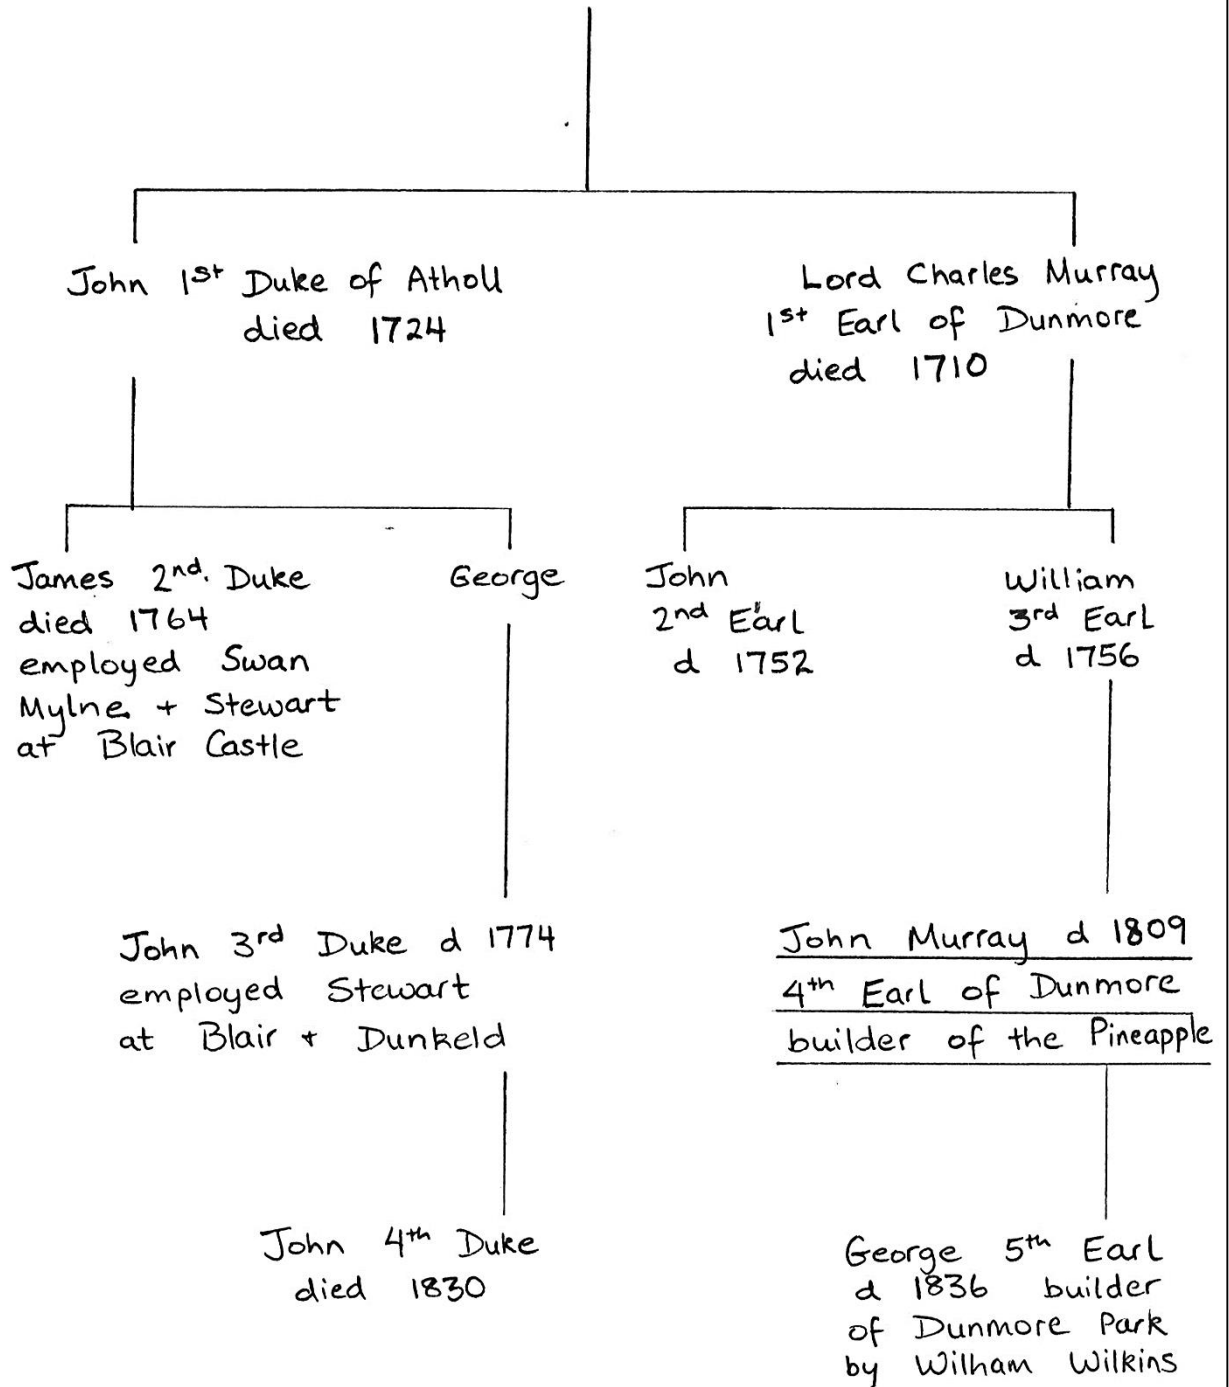 John 1st Duke of Atholl
died 1724
Lord Charles Murray
1st Earl of Dunmore
died 1710
James 2nd. Duke
died 1764
employed Swan
Mylne + Stewart
at Blair Castle
George
John
2nd Earl
d 1752
William
3rd Earl
d 1756
John 3rd Duke d 1774
employed Stewart
at Blair + Dunkeld
John Murray d 1809
4th Earl of Dunmore
builder of the Pineapple
John 4th Duke
died 1830
George 5th Earl
d 1836 builder
of Dunmore Park
by Wilham Wilkins